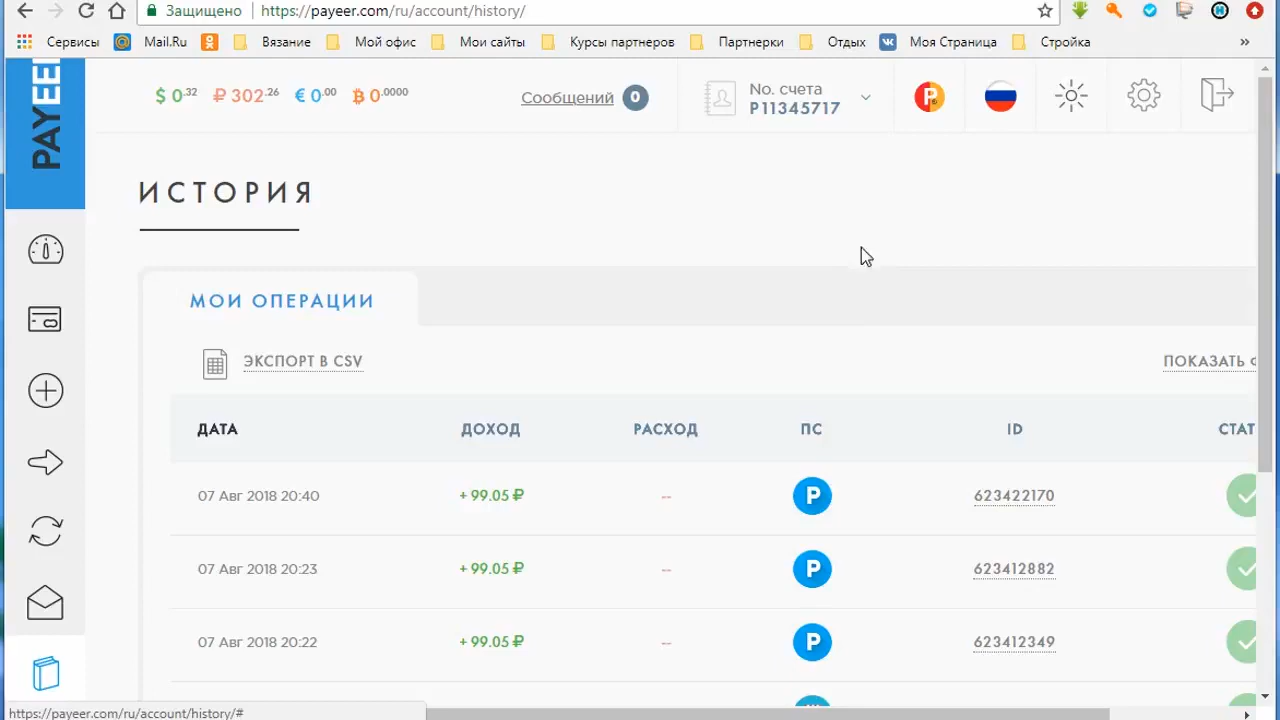 Защищено https://payeer.com/ru/account/history/
Сервисы Mail.Ru Вязание Мой офис Мои сайты Курсы партнеров Партнерки Отдых Моя Страница Стройка »
PAYEE
$ 0.32 ₽ 302.26 € 0.00 ₿ 0.0000 Сообщений 0
No. счета
P11345717
ИСТОРИЯ
МОИ ОПЕРАЦИИ
ЭКСПОРТ В CSV ПОКАЗАТЬ
ДАТА ДОХОД РАСХОД ПС ID СТАТ
07 Авг 2018 20:40 + 99.05 ₽ -- P 623422170
07 Авг 2018 20:23 + 99.05 ₽ -- P 623412882
07 Авг 2018 20:22 + 99.05 ₽ -- P 623412349
https://payeer.com/ru/account/history/#